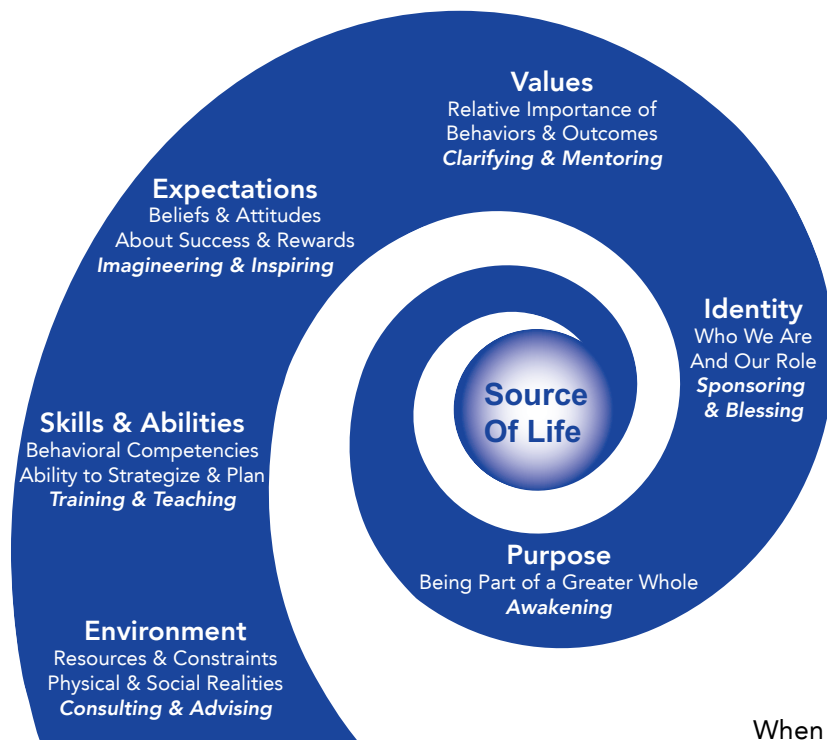 Values
Relative Importance of
Behaviors & Outcomes
Clarifying & Mentoring
Expectations
Beliefs & Attitudes
About Success & Rewards
Imagineering & Inspiring
Identity
Who We Are
And Our Role
Sponsoring
& Blessing
Source
Of Life
Skills & Abilities
Behavioral Competencies
Ability to Strategize & Plan
Training & Teaching
Purpose
Being Part of a Greater Whole
Awakening
Environment
Resources & Constraints
Physical & Social Realities
Consulting & Advising
When